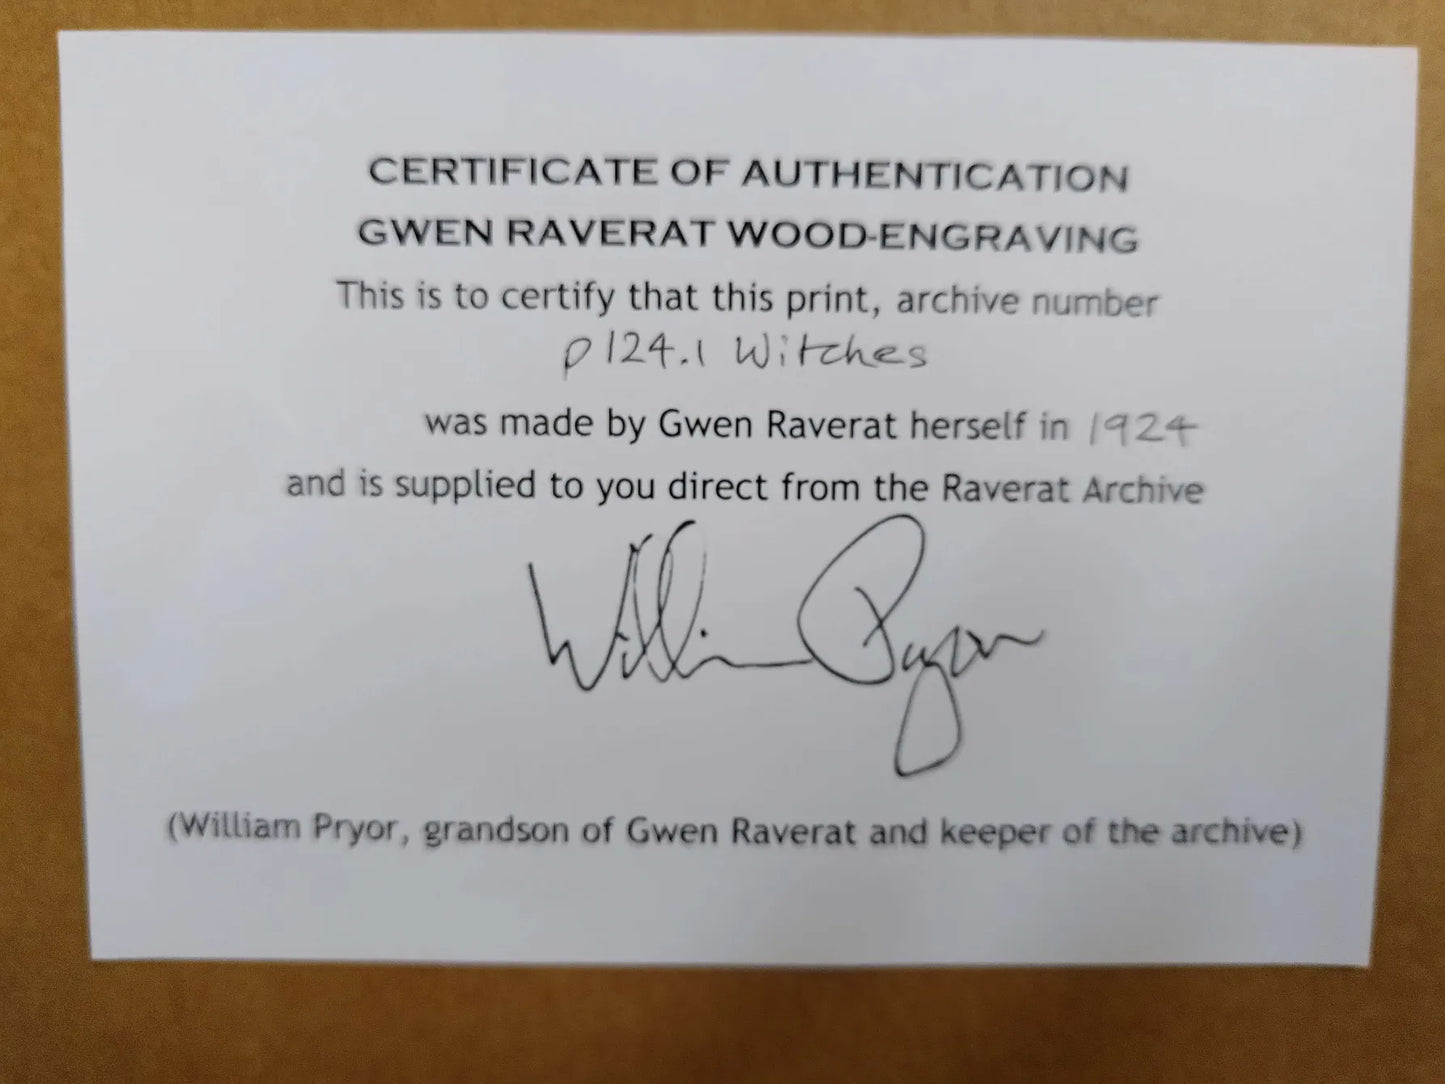 CERTIFICATE OF AUTHENTICATION
GWEN RAVERAT WOOD-ENGRAVING
This is to certify that this print, archive number
p124.1 Witches
was made by Gwen Raverat herself in 1924
and is supplied to you direct from the Raverat Archive
William Pryor
(William Pryor, grandson of Gwen Raverat and keeper of the archive)